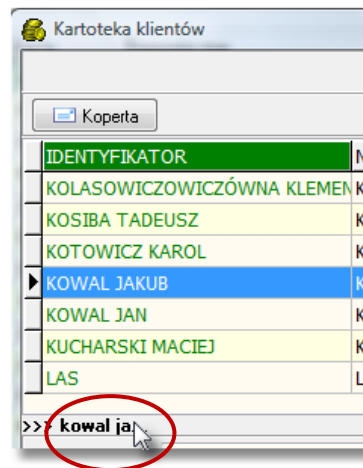 Kartoteka klientów
Koperta
IDENTYFIKATOR N
KOLASOWICZOWICZÓWNA KLEMEN K
KOSIBA TADEUSZ K
KOTOWICZ KAROL K
KOWAL JAKUB K
KOWAL JAN K
KUCHARSKI MACIEJ K
LAS L
>>> kowal ja